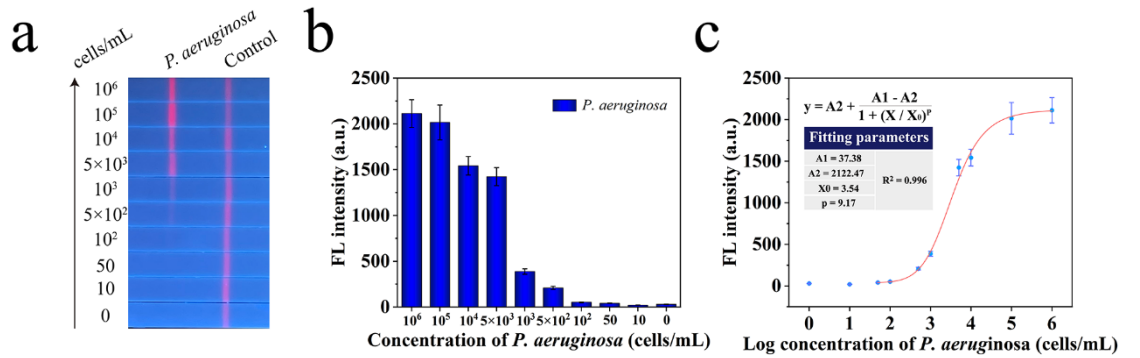 a
cells/mL
P. aeruginosa
Control
10⁶
10⁵
10⁴
5×10³
10³
5×10²
10²
50
10
0
b
2500
2000
1500
1000
500
0
FL intensity (a.u.)
P. aeruginosa
10⁶ 10⁵ 10⁴ 5×10³ 10³ 5×10² 10² 50 10 0
Concentration of P. aeruginosa (cells/mL)
c
2500
2000
1500
1000
500
0
FL intensity (a.u.)
y = A2 + A1 - A2
1 + (X / X₀)ᵖ
Fitting parameters
A1 = 37.38
A2 = 2122.47
X0 = 3.54
p = 9.17
R² = 0.996
0 1 2 3 4 5 6
Log concentration of P. aeruginosa (cells/mL)